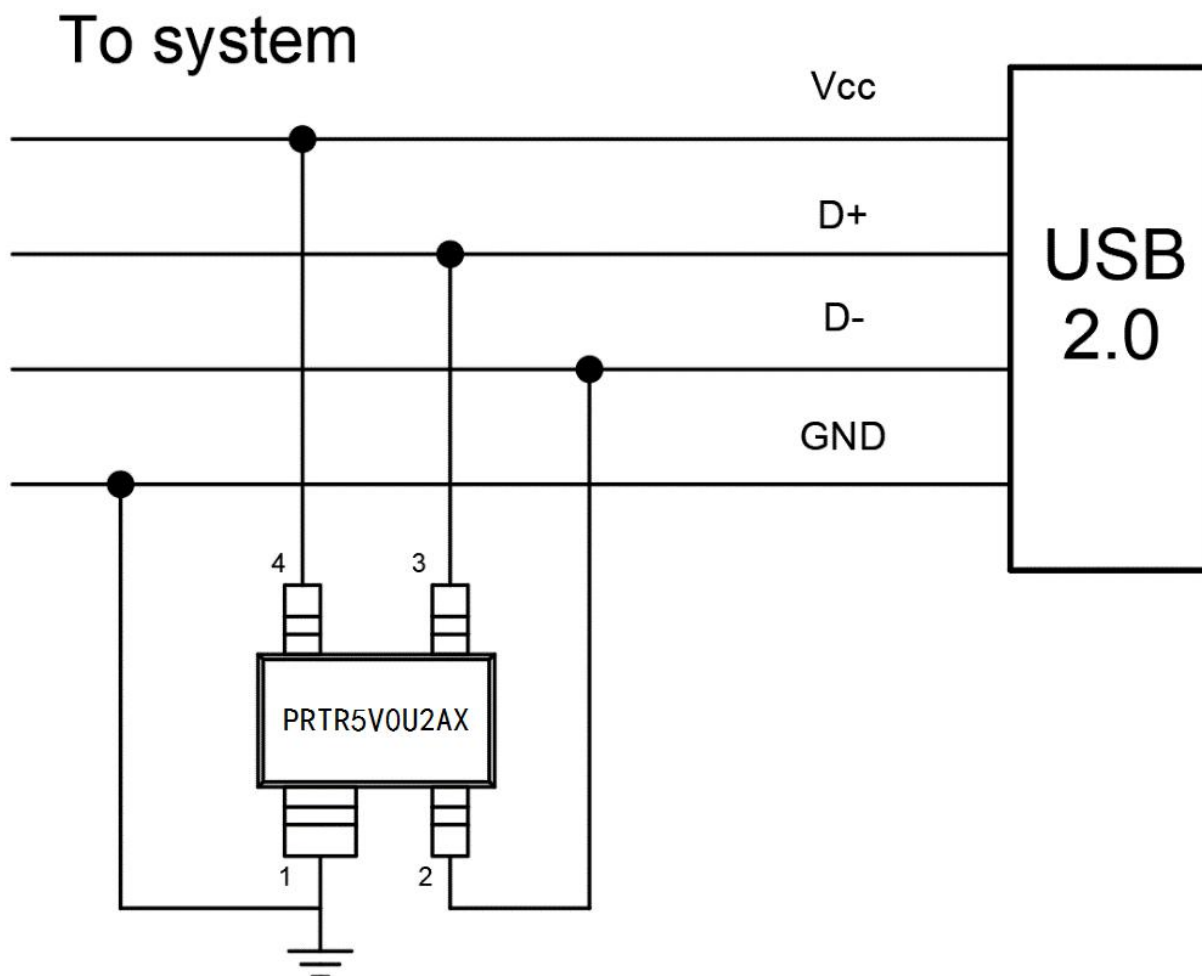 To system
Vcc
D+
D-
GND
USB
2.0
4
3
PRTR5V0U2AX
1
2